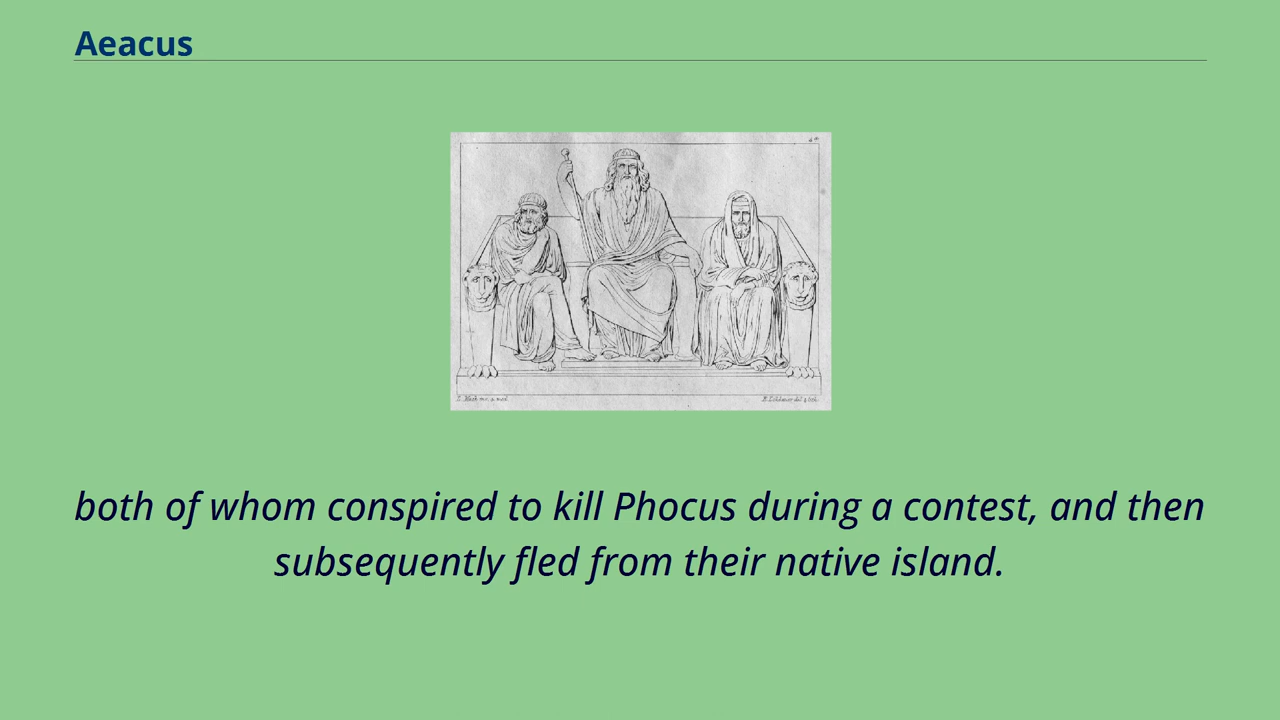 Aeacus
both of whom conspired to kill Phocus during a contest, and then
subsequently fled from their native island.